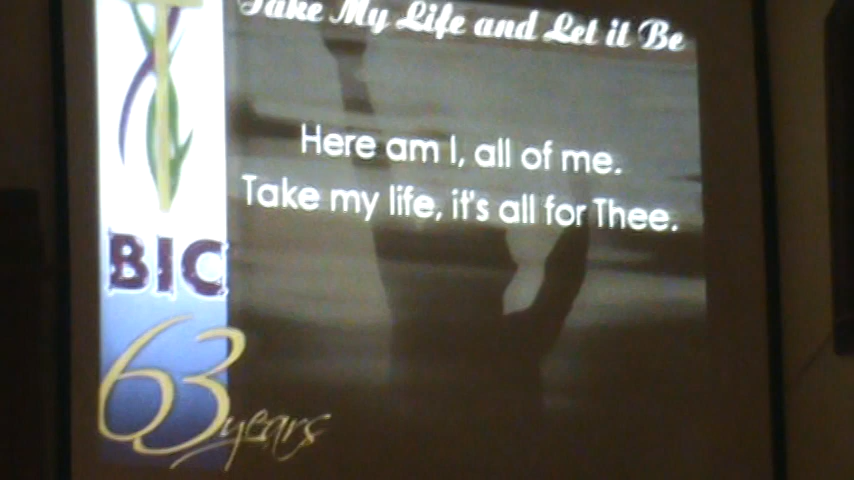 Take My Life and Let it Be
Here am I, all of me.
Take my life, it's all for Thee.
BIC
63 years